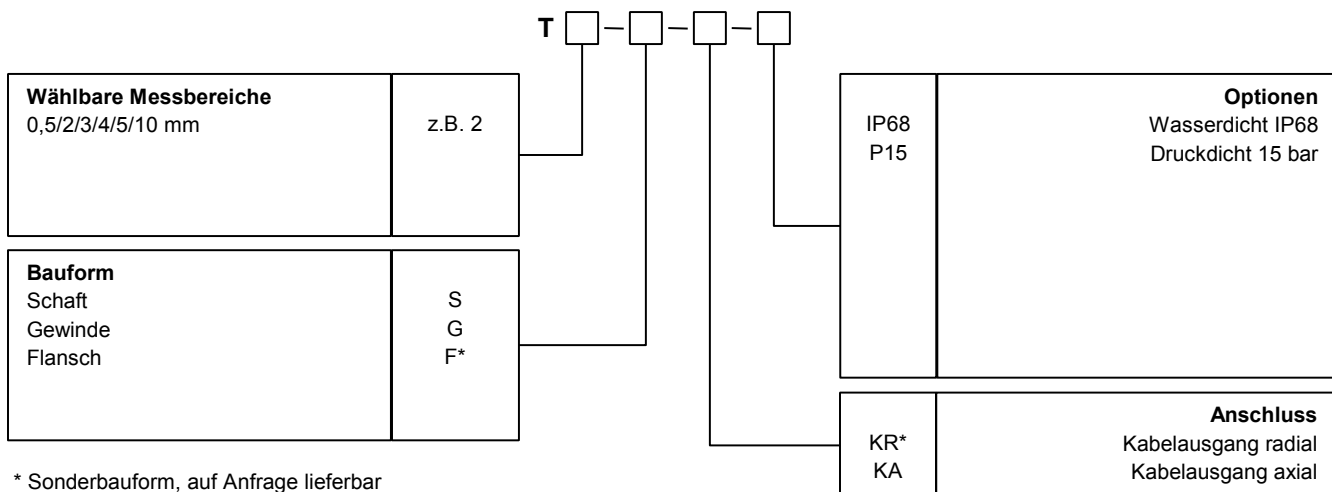 T - - -
Wählbare Messbereiche
0,5/2/3/4/5/10 mm
z.B. 2
Bauform
Schaft S
Gewinde G
Flansch F*
* Sonderbauform, auf Anfrage lieferbar
Optionen
IP68 Wasserdicht IP68
P15 Druckdicht 15 bar
Anschluss
KR* Kabelausgang radial
KA Kabelausgang axial